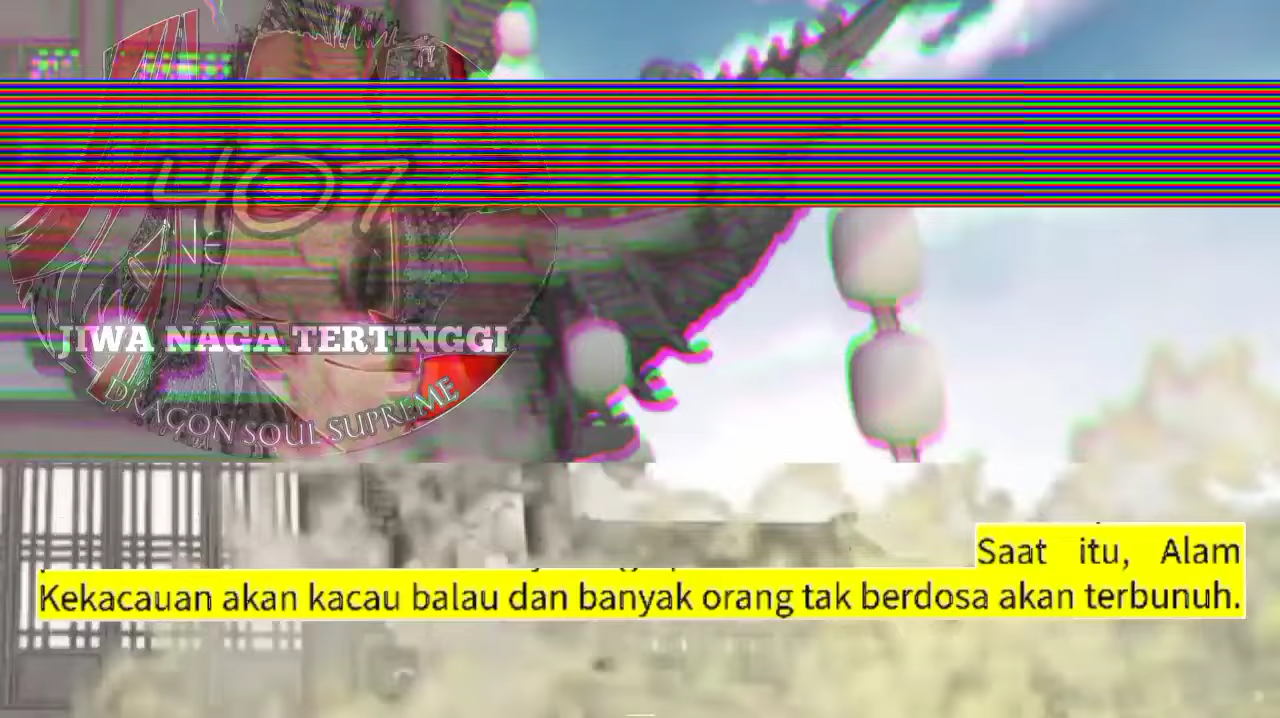 407
JIWA NAGA TERTINGGI
DRAGON SOUL SUPREME
Saat itu, Alam
Kekacauan akan kacau balau dan banyak orang tak berdosa akan terbunuh.